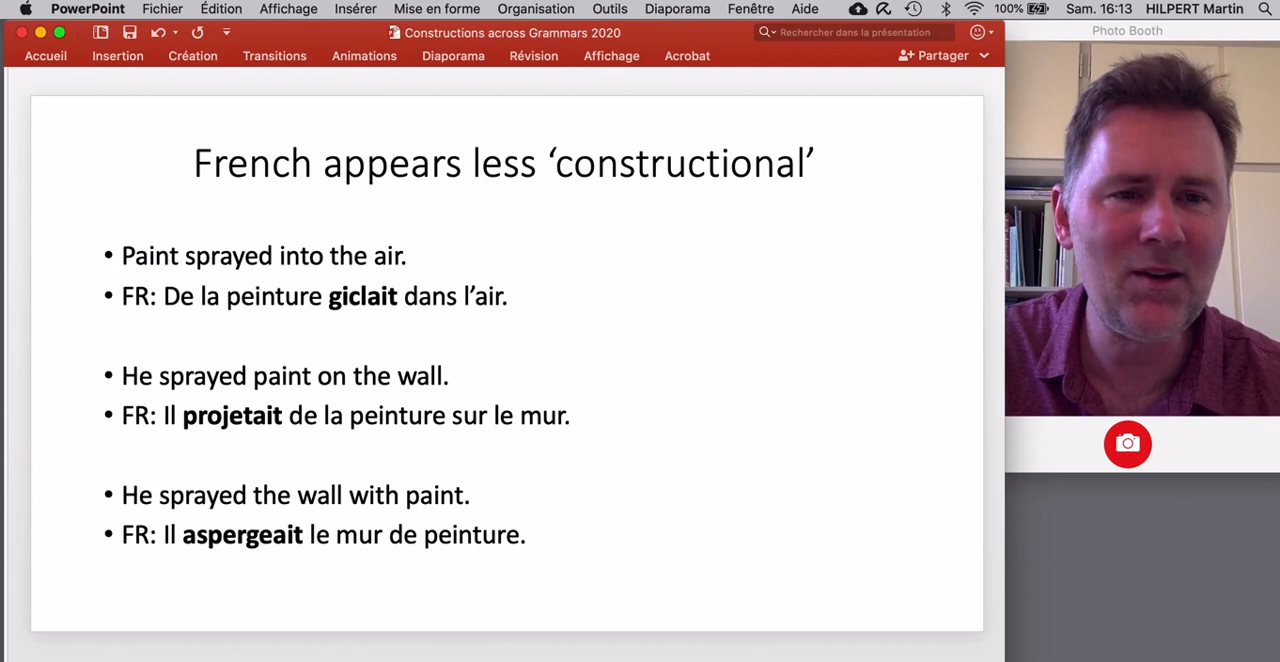 PowerPoint Fichier Édition Affichage Insérer Mise en forme Organisation Outils Diaporama Fenêtre Aide 100% Sam. 16:13 HILPERT Martin
Constructions across Grammars 2020
Rechercher dans la présentation
Photo Booth
Accueil Insertion Création Transitions Animations Diaporama Révision Affichage Acrobat Partager
French appears less ‘constructional’
• Paint sprayed into the air.
• FR: De la peinture giclait dans l’air.
• He sprayed paint on the wall.
• FR: Il projetait de la peinture sur le mur.
• He sprayed the wall with paint.
• FR: Il aspergeait le mur de peinture.